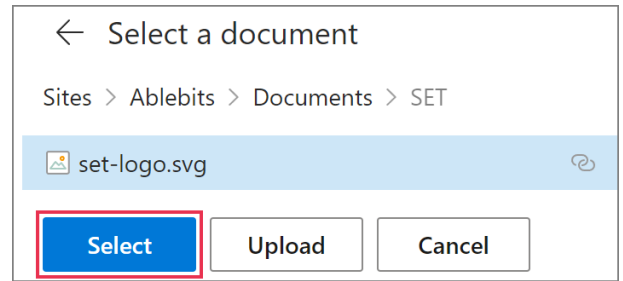 Select a document
Sites > Ablebits > Documents > SET
set-logo.svg
Select Upload Cancel